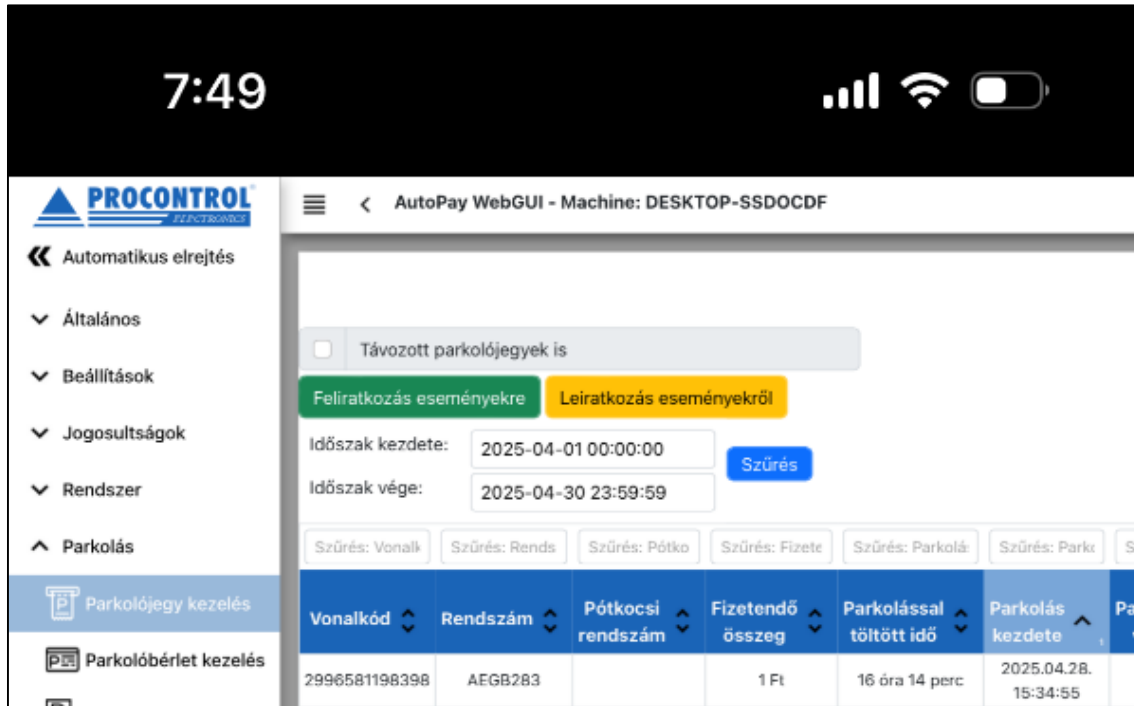 7:49
PROCONTROL
ELECTRONICS
AutoPay WebGUI - Machine: DESKTOP-SSDOCDF
Automatikus elrejtés
Általános
Beállítások
Jogosultságok
Rendszer
Parkolás
Parkolójegy kezelés
Parkolóbérlet kezelés
Távozott parkolójegyek is
Feliratkozás eseményekre
Leiratkozás eseményekről
Időszak kezdete:
2025-04-01 00:00:00
Szűrés
Időszak vége:
2025-04-30 23:59:59
Szűrés: Vonalk
Szűrés: Rends
Szűrés: Pótko
Szűrés: Fizete
Szűrés: Parkolá
Szűrés: Parko
S
Vonalkód
Rendszám
Pótkocsi
rendszám
Fizetendő
összeg
Parkolással
töltött idő
Parkolás
kezdete
1
Pa
2996581198398
AEGB283
1 Ft
16 óra 14 perc
2025.04.28.
15:34:55